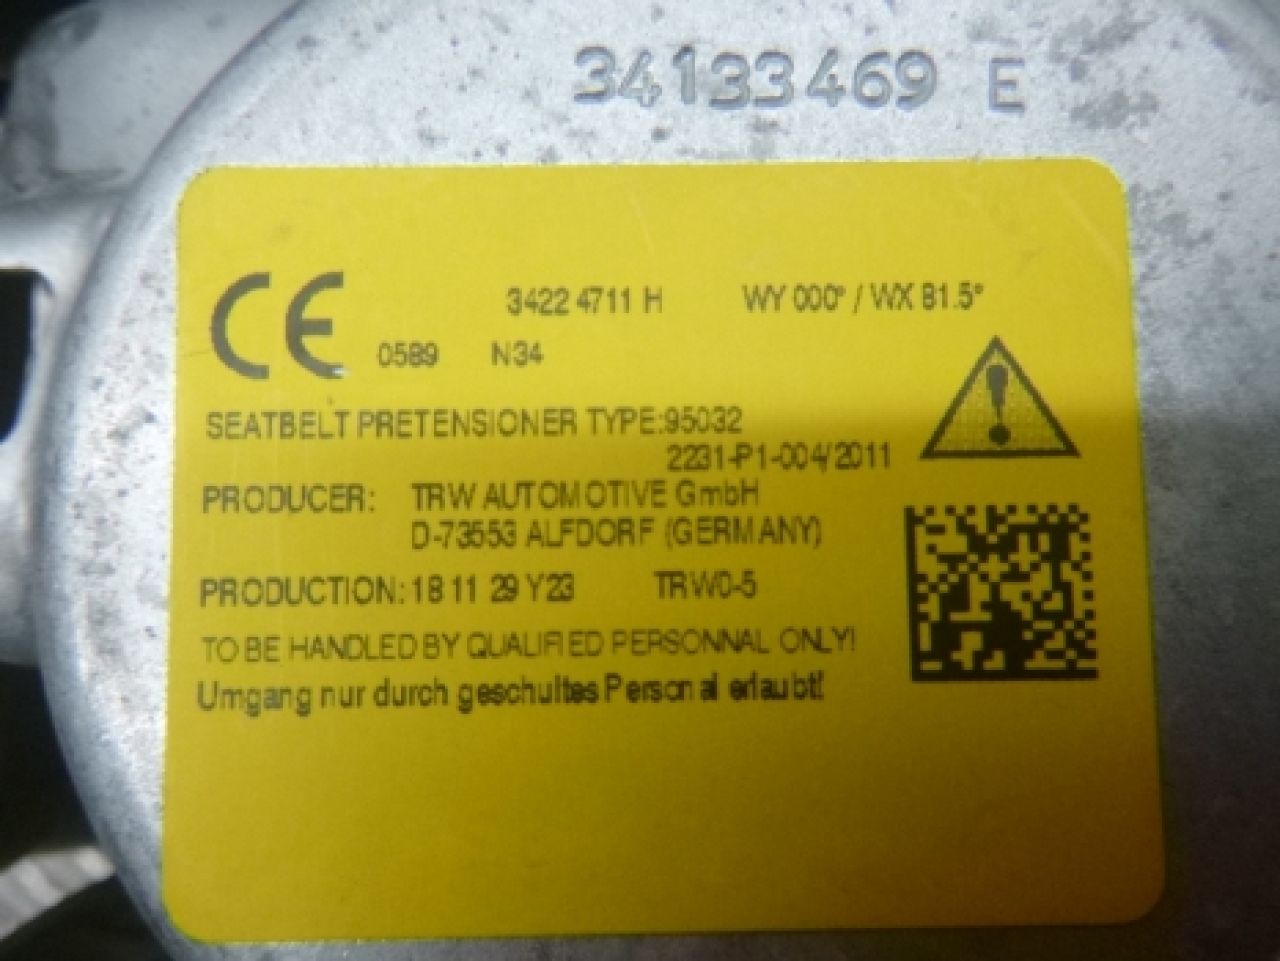 34133469 E
CE 34224711 H WY 000° / WX 81.5°
0589 N34
SEATBELT PRETENSIONER TYPE:95032
2231-P1-004/2011
PRODUCER: TRW AUTOMOTIVE GmbH
D-73553 ALFDORF (GERMANY)
PRODUCTION: 18 11 29 Y23 TRW0-5
TO BE HANDLED BY QUALIFIED PERSONNAL ONLY!
Umgang nur durch geschultes Personal erlaubt!